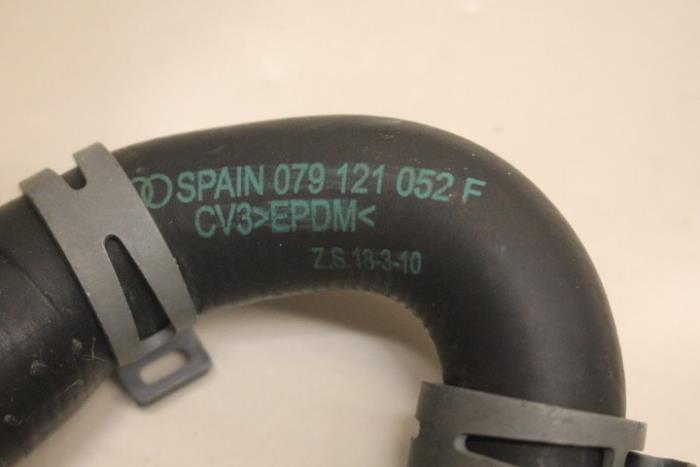 SPAIN 079 121 052 F
CV3>EPDM<
Z.S.18-3-10